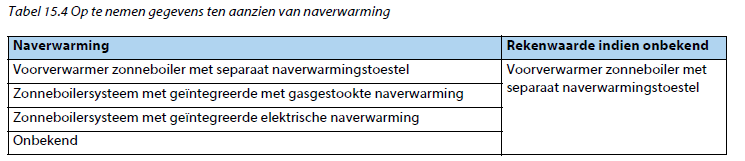 Tabel 15.4 Op te nemen gegevens ten aanzien van naverwarming
Naverwarming Rekenwaarde indien onbekend
Voorverwarmer zonneboiler met separaat naverwarmingstoestel Voorverwarmer zonneboiler met
separaat naverwarmingstoestel
Zonneboilersysteem met geïntegreerde met gasgestookte naverwarming
Zonneboilersysteem met geïntegreerde elektrische naverwarming
Onbekend